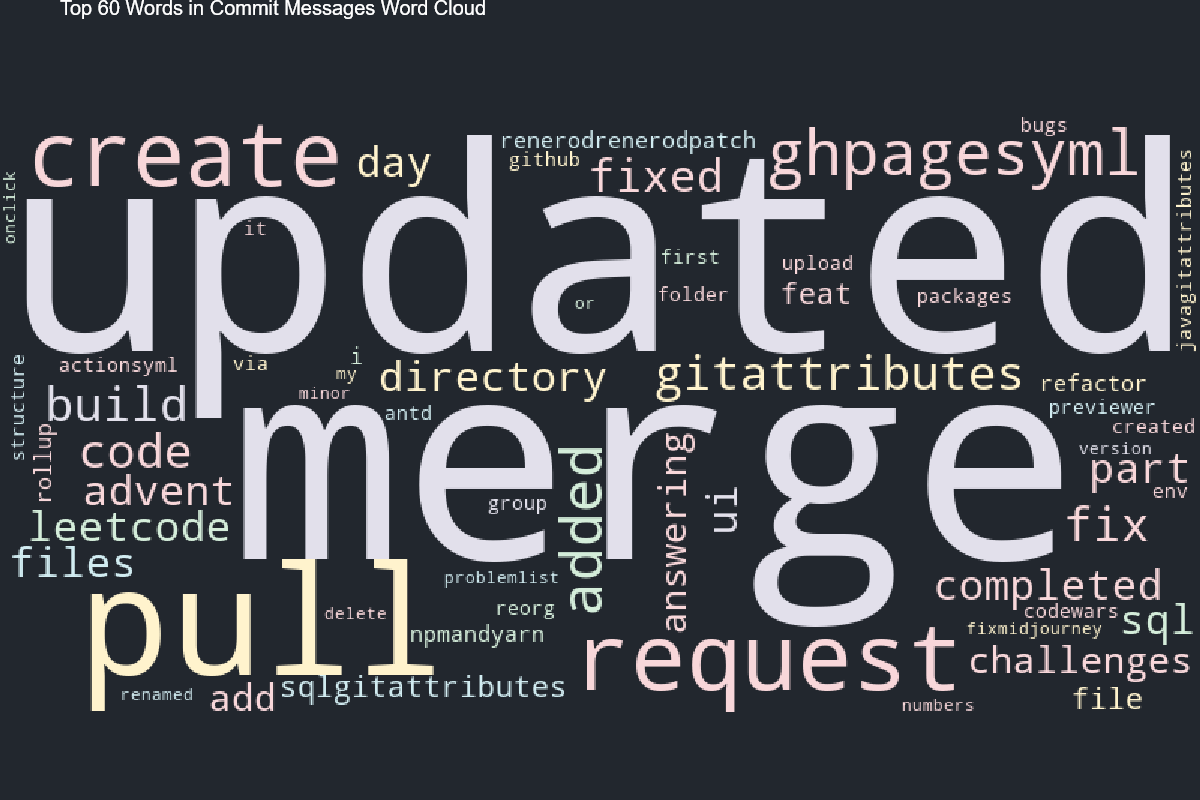 Top 60 Words in Commit Messages Word Cloud
bugs
renerodrenerodpatch
create
day
github
fixed
ghpagesyml
onclick
javagitattributes
updated
it
first
upload
folder
feat
packages
or
actionsyml
via
i
my
minor
directory
gitattributes
refactor
structure
build
antd
previewer
created
merge
rollup
code
version
part
advent
env
group
added
answering
ui
leetcode
fix
files
problemlist
completed
pull
delete
reorg
codewars
sql
npmandyarn
fixmidjourney
request
challenges
renamed
add
sqlgitattributes
numbers
file